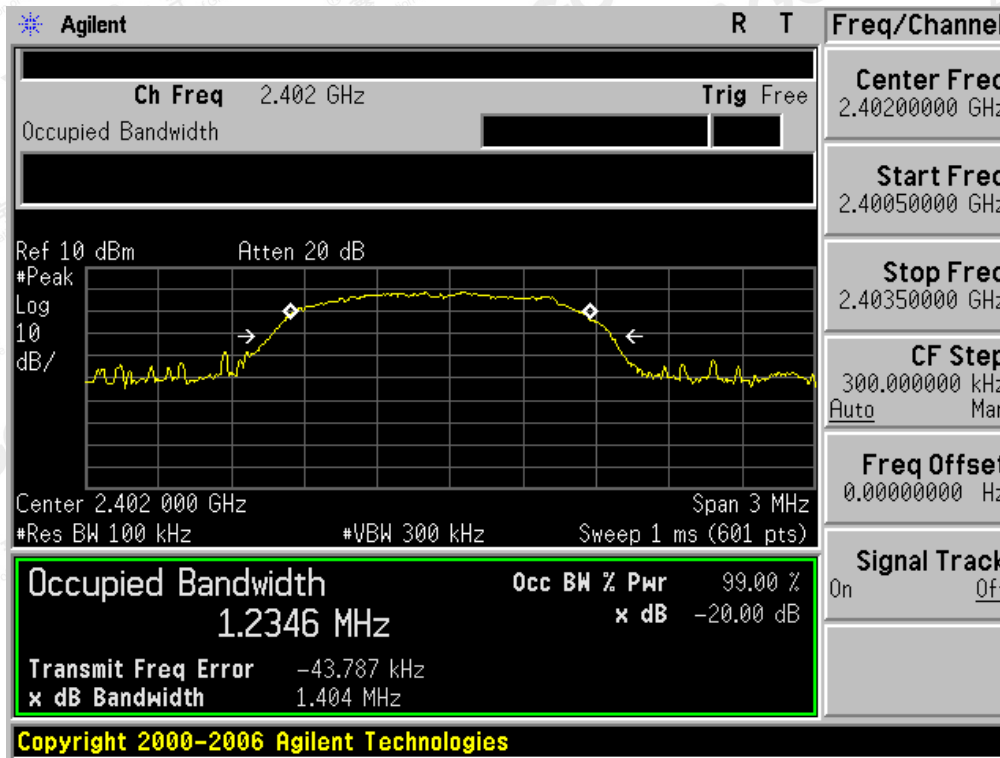 Agilent R T Freq/Channel
Ch Freq 2.402 GHz Trig Free
Occupied Bandwidth
Center Freq
2.40200000 GHz
Start Freq
2.40050000 GHz
Stop Freq
2.40350000 GHz
CF Step
300.000000 kHz
Auto Man
Freq Offset
0.00000000 Hz
Signal Track
On Off
Ref 10 dBm Atten 20 dB
#Peak
Log
10
dB/
Center 2.402 000 GHz Span 3 MHz
#Res BW 100 kHz #VBW 300 kHz Sweep 1 ms (601 pts)
Occupied Bandwidth Occ BW % Pwr 99.00 %
1.2346 MHz x dB -20.00 dB
Transmit Freq Error -43.787 kHz
x dB Bandwidth 1.404 MHz
Copyright 2000-2006 Agilent Technologies